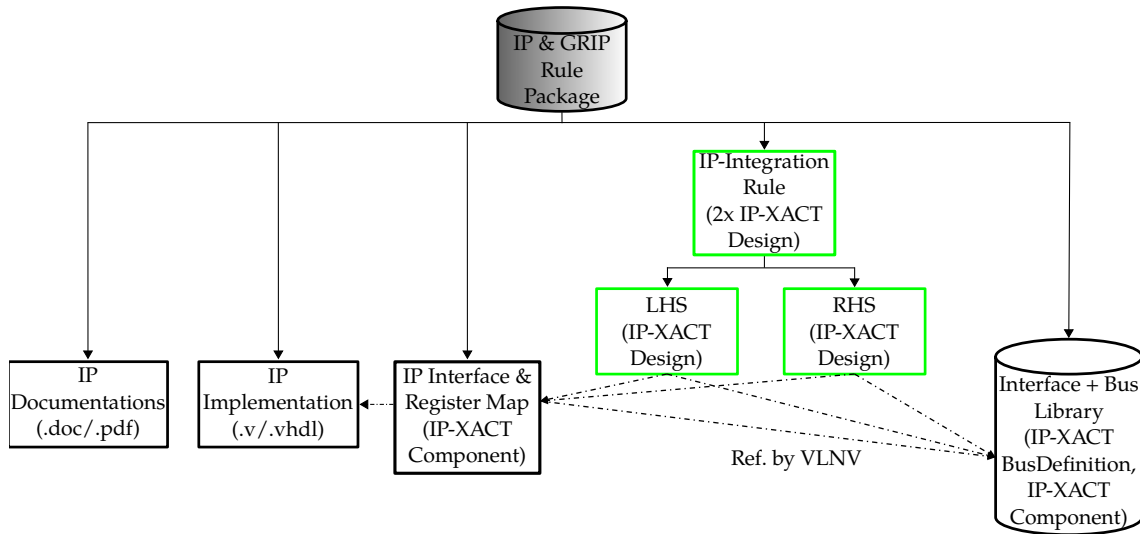 IP & GRIP
Rule
Package
IP-Integration
Rule
(2x IP-XACT
Design)
LHS
(IP-XACT
Design)
RHS
(IP-XACT
Design)
IP
Documentations
(.doc/.pdf)
IP
Implementation
(.v/.vhdl)
IP Interface &
Register Map
(IP-XACT
Component)
Interface + Bus
Library
(IP-XACT
BusDefinition,
IP-XACT
Component)
Ref. by VLNV